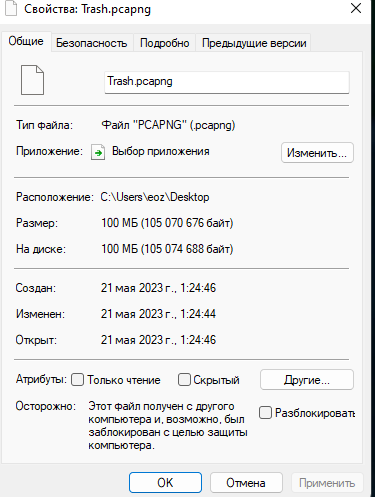 Свойства: Trash.pcapng
Общие Безопасность Подробно Предыдущие версии
Trash.pcapng
Тип файла: Файл "PCAPNG" (.pcapng)
Приложение: Выбор приложения Изменить...
Расположение: C:\Users\eoz\Desktop
Размер: 100 МБ (105 070 676 байт)
На диске: 100 МБ (105 074 688 байт)
Создан: 21 мая 2023 г., 1:24:46
Изменен: 21 мая 2023 г., 1:24:44
Открыт: 21 мая 2023 г., 1:24:46
Атрибуты: Только чтение Скрытый Другие...
Осторожно: Этот файл получен с другого Разблокировать
компьютера и, возможно, был
заблокирован с целью защиты
компьютера.
OK Отмена Применить